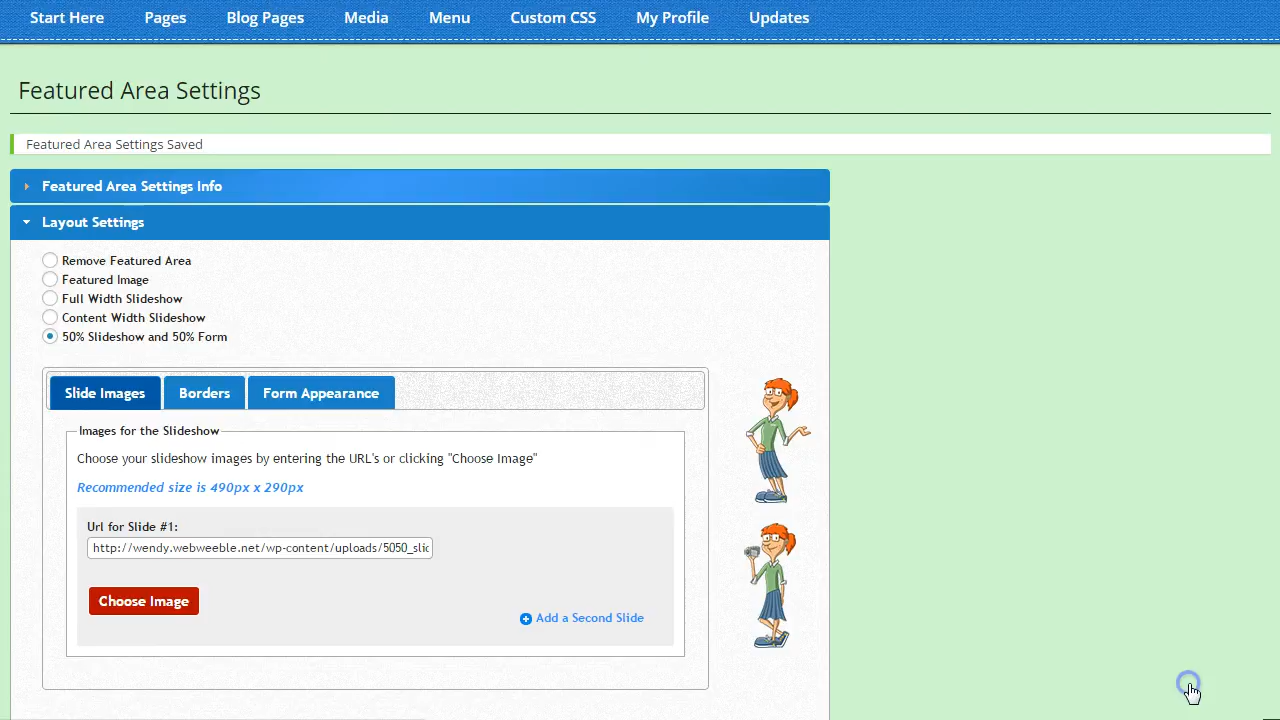 Start Here Pages Blog Pages Media Menu Custom CSS My Profile Updates
Featured Area Settings
Featured Area Settings Saved
Featured Area Settings Info
Layout Settings
Remove Featured Area
Featured Image
Full Width Slideshow
Content Width Slideshow
50% Slideshow and 50% Form
Slide Images Borders Form Appearance
Images for the Slideshow
Choose your slideshow images by entering the URL's or clicking "Choose Image"
Recommended size is 490px x 290px
Url for Slide #1:
http://wendy.webweeble.net/wp-content/uploads/5050_slic
Choose Image
Add a Second Slide